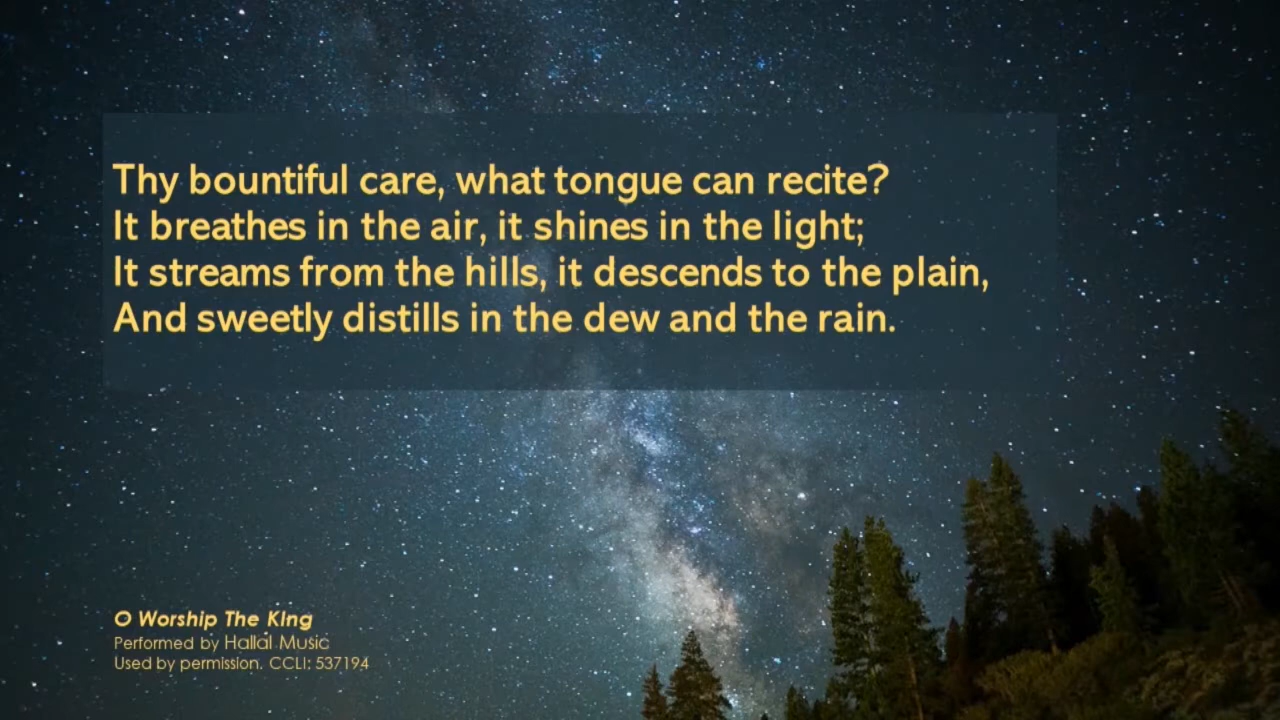 Thy bountiful care, what tongue can recite?
It breathes in the air, it shines in the light;
It streams from the hills, it descends to the plain,
And sweetly distills in the dew and the rain.
O Worship The KIng
Performed by Hallal Music
Used by permission. CCLI: 537194